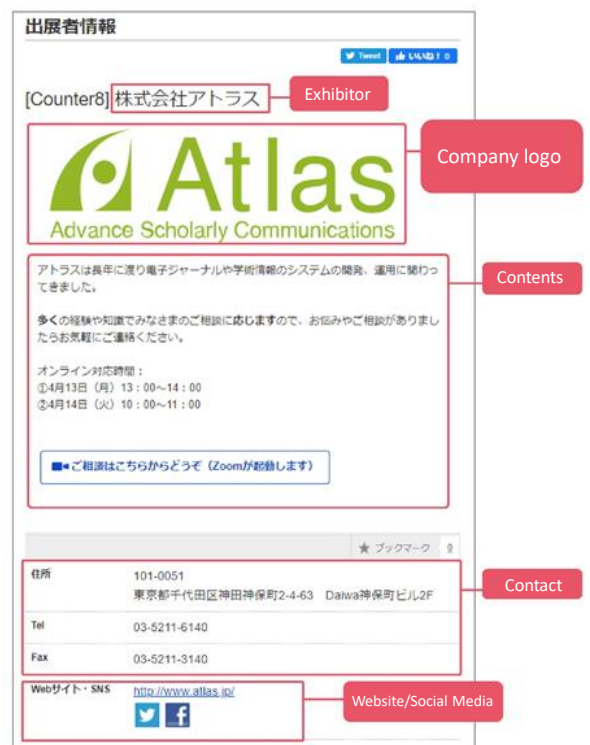 出展者情報
Tweet いいね! 0
[Counter8] 株式会社アトラス
Exhibitor
Atlas
Advance Scholarly Communications
Company logo
アトラスは長年に渡り電子ジャーナルや学術情報のシステムの開発、運用に関わっ
てきました。
Contents
多くの経験や知識でみなさまのご相談に応じますので、お悩みやご相談がありまし
たらお気軽にご連絡ください。
オンライン対応時間：
①4月13日（月）13：00～14：00
②4月14日（火）10：00～11：00
ご相談はこちらからどうぞ（Zoomが起動します）
★ ブックマーク 0
住所
101-0051
東京都千代田区神田神保町2-4-63 Daiwa神保町ビル2F
Contact
Tel 03-5211-6140
Fax 03-5211-3140
Webサイト・SNS http://www.atlas.jp/
Website/Social Media